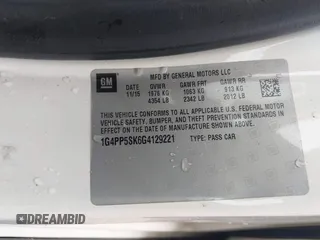 GM
MFD BY GENERAL MOTORS LLC
DATE GVWR GAWR FRT GAWR RR
11/15 1976 KG 1063 KG 913 KG
4354 LB 2342 LB 2012 LB
THIS VEHICLE CONFORMS TO ALL APPLICABLE U.S. FEDERAL MOTOR
VEHICLE SAFETY, BUMPER, AND THEFT PREVENTION STANDARDS IN
EFFECT ON THE DATE OF MANUFACTURE SHOWN ABOVE.
1G4PP5SK6G4129221 TYPE: PASS CAR
DREAMBID